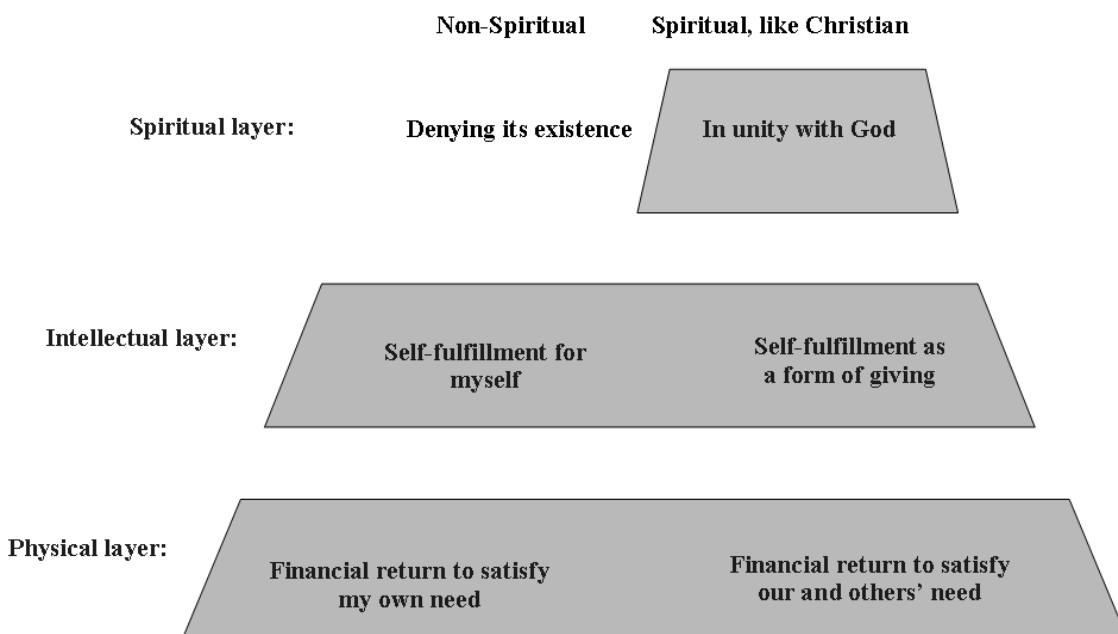 Non-Spiritual Spiritual, like Christian
Spiritual layer: Denying its existence In unity with God
Intellectual layer:
Self-fulfillment for
myself
Self-fulfillment as
a form of giving
Physical layer:
Financial return to satisfy
my own need
Financial return to satisfy
our and others’ need